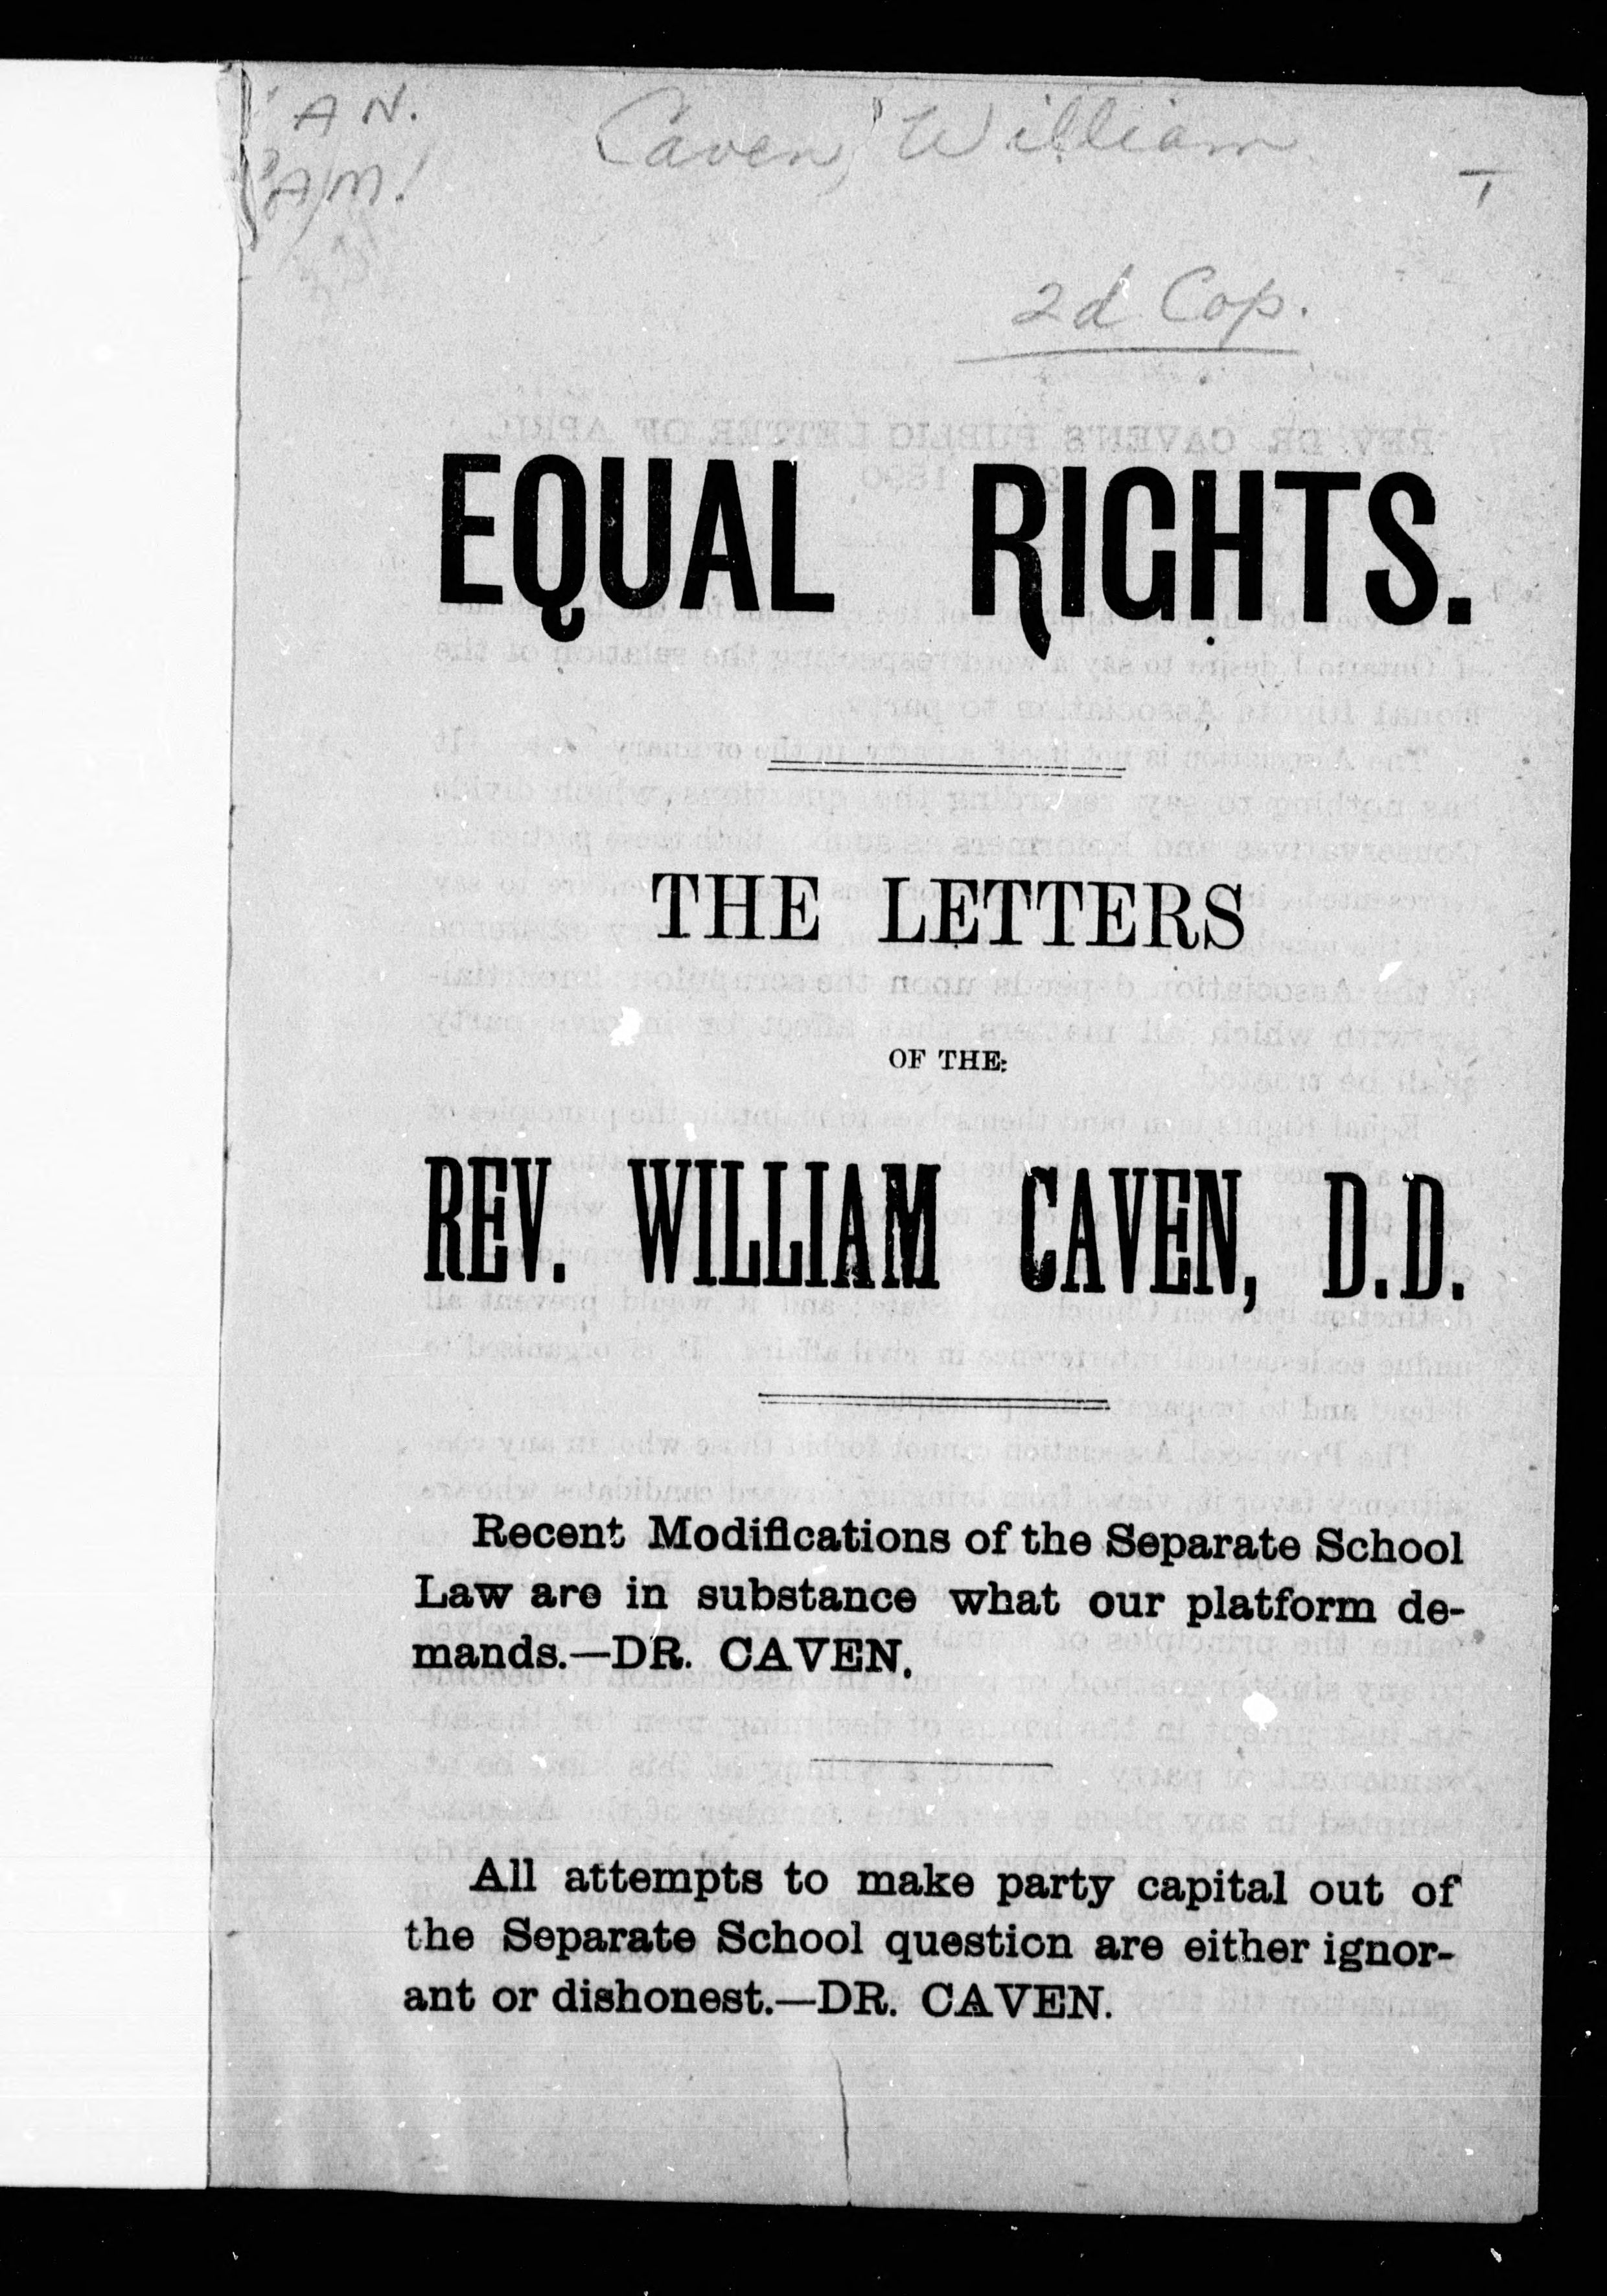 AN.
Caven, William
AM!
2d Cop.
EQUAL RIGHTS.
THE LETTERS
OF THE
REV. WILLIAM CAVEN, D.D.
Recent Modifications of the Separate School
Law are in substance what our platform de-
mands.—DR. CAVEN.
All attempts to make party capital out of
the Separate School question are either ignor-
ant or dishonest.—DR. CAVEN.